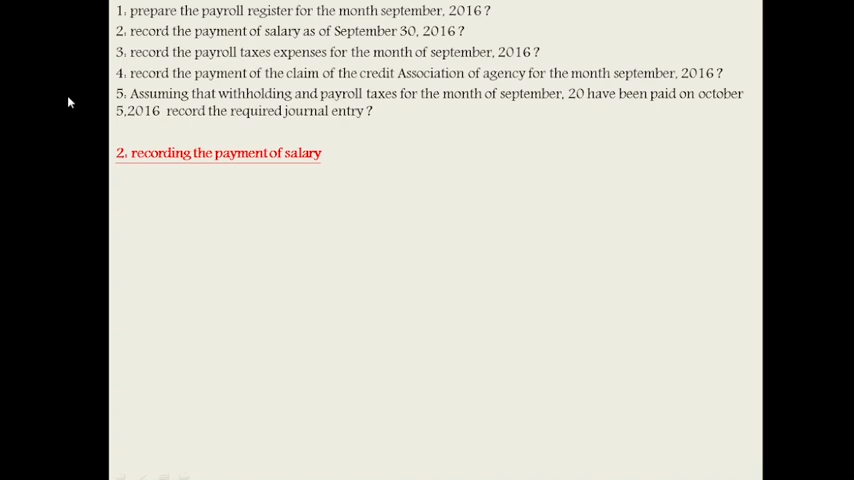 1: prepare the payroll register for the month september, 2016 ?
2: record the payment of salary as of September 30, 2016 ?
3: record the payroll taxes expenses for the month of september, 2016 ?
4: record the payment of the claim of the credit Association of agency for the month september, 2016 ?
5: Assuming that withholding and payroll taxes for the month of september, 20 have been paid on october
5,2016 record the required journal entry ?
2: recording the payment of salary